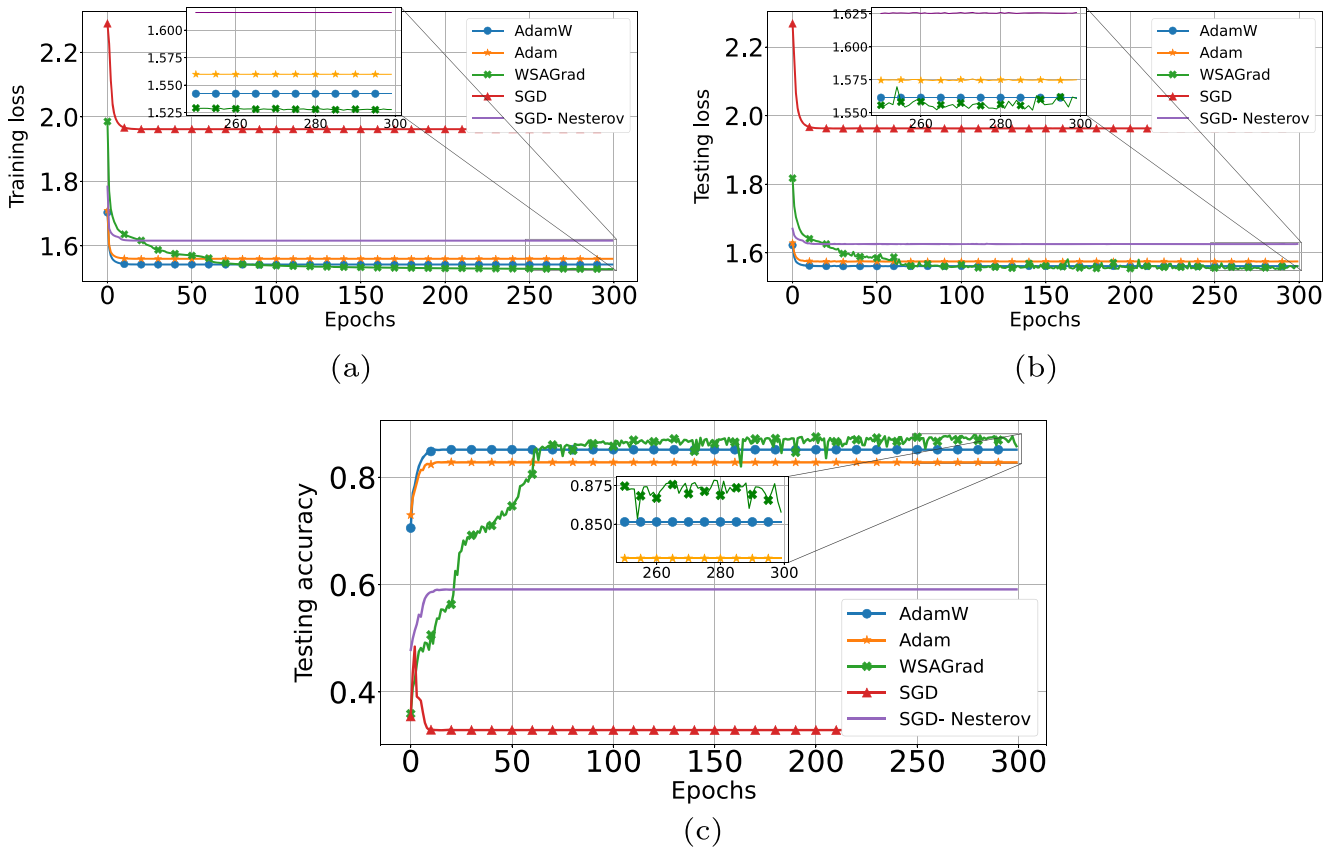 Training loss
2.2
2.0
1.8
1.6
1.600
1.575
1.550
1.525
260
280
300
AdamW
Adam
WSAGrad
SGD
SGD- Nesterov
0 50 100 150 200 250 300
Epochs
(a)
Testing loss
2.2
2.0
1.8
1.6
1.625
1.600
1.575
1.550
260
280
300
AdamW
Adam
WSAGrad
SGD
SGD- Nesterov
0 50 100 150 200 250 300
Epochs
(b)
Testing accuracy
0.8
0.6
0.4
0.875
0.850
260
280
300
AdamW
Adam
WSAGrad
SGD
SGD- Nesterov
0 50 100 150 200 250 300
Epochs
(c)